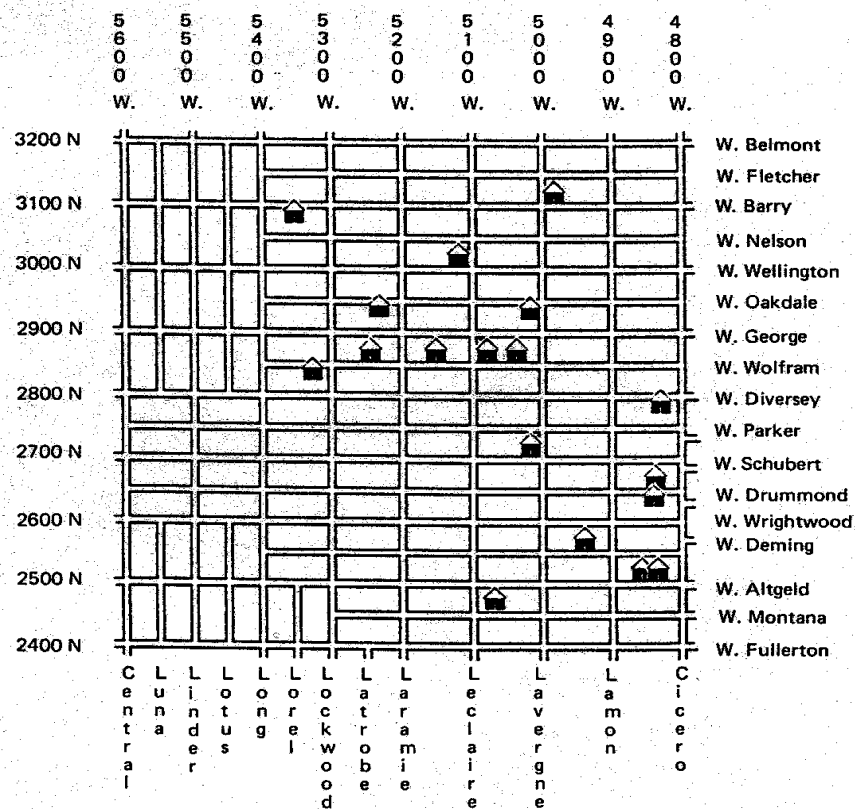 5600 W.
5500 W.
5400 W.
5300 W.
5200 W.
5100 W.
5000 W.
4900 W.
4800 W.
3200 N
3100 N
3000 N
2900 N
2800 N
2700 N
2600 N
2500 N
2400 N
W. Belmont
W. Fletcher
W. Barry
W. Nelson
W. Wellington
W. Oakdale
W. George
W. Wolfram
W. Diversey
W. Parker
W. Schubert
W. Drummond
W. Wrightwood
W. Deming
W. Altgeld
W. Montana
W. Fullerton
Central
Luna
Linder
Lotus
Long
Lorel
Lockwood
Latrobe
Laramie
Leclaire
Lavergne
Lamon
Cicero